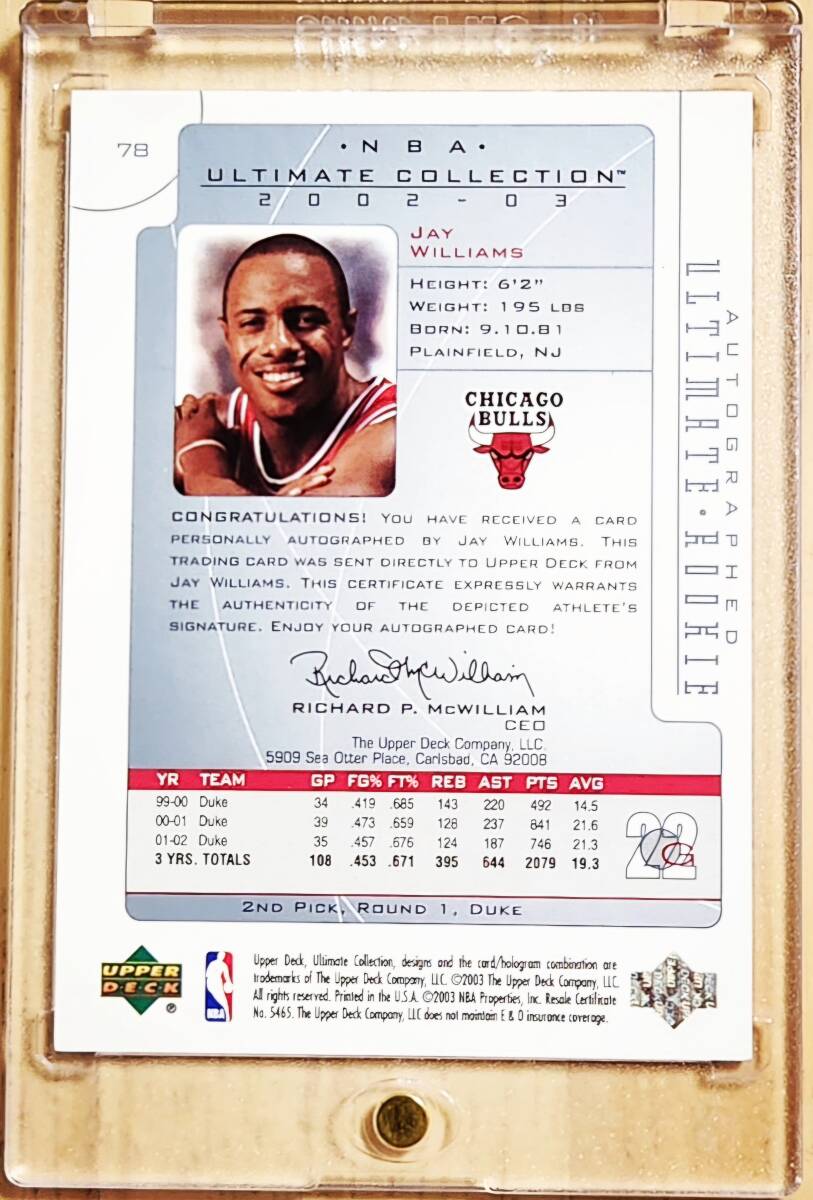 78
• N B A •
ULTIMATE COLLECTION™
2 0 0 2 - 0 3
JAY
WILLIAMS
HEIGHT: 6'2"
WEIGHT: 195 LBS
BORN: 9.10.81
PLAINFIELD, NJ
CHICAGO
BULLS
AUTOGRAPHED
ULTIMATE • ROOKIE
CONGRATULATIONS! YOU HAVE RECEIVED A CARD
PERSONALLY AUTOGRAPHED BY JAY WILLIAMS. THIS
TRADING CARD WAS SENT DIRECTLY TO UPPER DECK FROM
JAY WILLIAMS. THIS CERTIFICATE EXPRESSLY WARRANTS
THE AUTHENTICITY OF THE DEPICTED ATHLETE'S
SIGNATURE. ENJOY YOUR AUTOGRAPHED CARD!
Richard McWilliam
RICHARD P. MCWILLIAM
CEO
The Upper Deck Company, LLC.
5909 Sea Otter Place, Carlsbad, CA 92008
YR TEAM GP FG% FT% REB AST PTS AVG
99-00 Duke 34 .419 .685 143 220 492 14.5
00-01 Duke 39 .473 .659 128 237 841 21.6
01-02 Duke 35 .457 .676 124 187 746 21.3
3 YRS. TOTALS 108 .453 .671 395 644 2079 19.3
22
G
2ND PICK, ROUND 1, DUKE
UPPER
DECK
®
NBA
Upper Deck, Ultimate Collection, designs and the card/hologram combination are
trademarks of The Upper Deck Company, LLC. ©2003 The Upper Deck Company, LLC.
All rights reserved. Printed in the U.S.A. ©2003 NBA Properties, Inc. Resale Certificate
No. 5465. The Upper Deck Company, LLC does not maintain E & O insurance coverage.